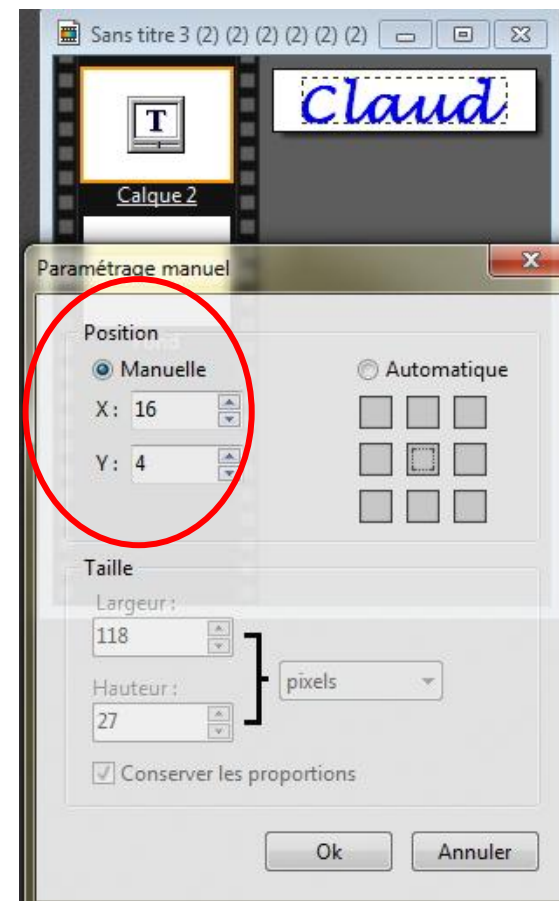 Sans titre 3 (2) (2) (2) (2) (2) (2)
T
Claud
Calque 2
Paramétrage manuel
Fond
Position
Manuelle
Automatique
X: 16
Y: 4
Taille
Largeur :
118
pixels
Hauteur :
27
Conserver les proportions
Ok
Annuler